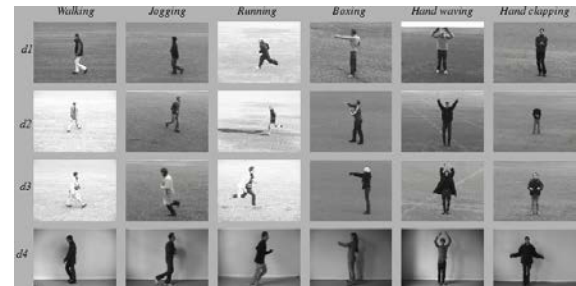 Walking Jogging Running Boxing Hand waving Hand clapping
d1
d2
d3
d4